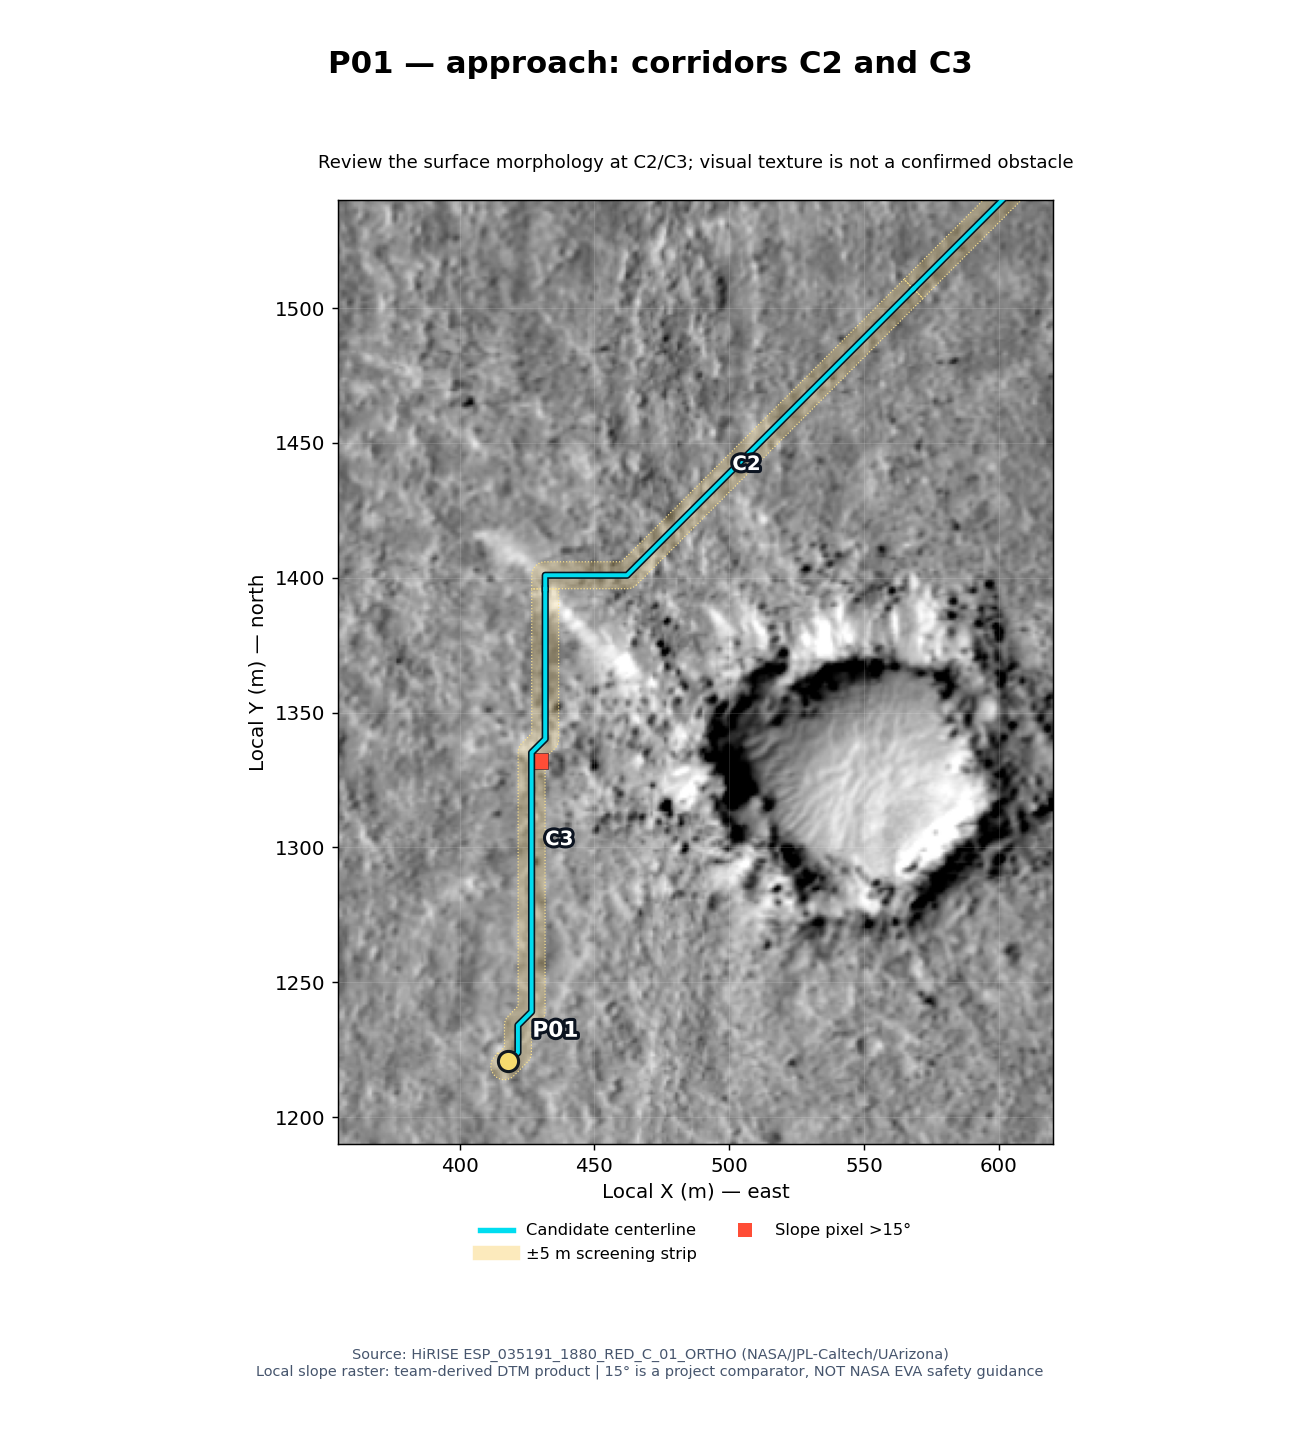 P01 — approach: corridors C2 and C3
Review the surface morphology at C2/C3; visual texture is not a confirmed obstacle
1500
1450
1400
1350
1300
1250
1200
Local Y (m) — north
C2
C3
P01
400 450 500 550 600
Local X (m) — east
Candidate centerline
±5 m screening strip
Slope pixel >15°
Source: HiRISE ESP_035191_1880_RED_C_01_ORTHO (NASA/JPL-Caltech/UArizona)
Local slope raster: team-derived DTM product | 15° is a project comparator, NOT NASA EVA safety guidance